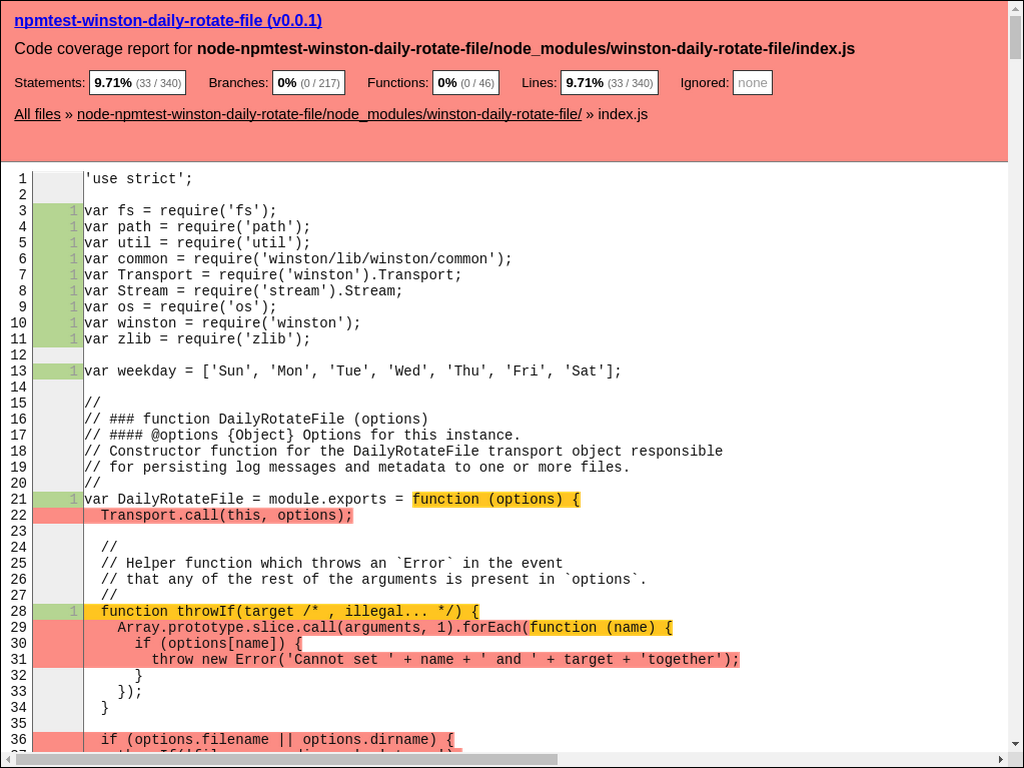 npmtest-winston-daily-rotate-file (v0.0.1)
Code coverage report for node-npmtest-winston-daily-rotate-file/node_modules/winston-daily-rotate-file/index.js
Statements: 9.71% (33 / 340) Branches: 0% (0 / 217) Functions: 0% (0 / 46) Lines: 9.71% (33 / 340) Ignored: none
All files » node-npmtest-winston-daily-rotate-file/node_modules/winston-daily-rotate-file/ » index.js
1 'use strict';
2
3 1 var fs = require('fs');
4 1 var path = require('path');
5 1 var util = require('util');
6 1 var common = require('winston/lib/winston/common');
7 1 var Transport = require('winston').Transport;
8 1 var Stream = require('stream').Stream;
9 1 var os = require('os');
10 1 var winston = require('winston');
11 1 var zlib = require('zlib');
12
13 1 var weekday = ['Sun', 'Mon', 'Tue', 'Wed', 'Thu', 'Fri', 'Sat'];
14
15 //
16 // ### function DailyRotateFile (options)
17 // #### @options {Object} Options for this instance.
18 // Constructor function for the DailyRotateFile transport object responsible
19 // for persisting log messages and metadata to one or more files.
20 //
21 1 var DailyRotateFile = module.exports = function (options) {
22   Transport.call(this, options);
23
24   //
25   // Helper function which throws an `Error` in the event
26   // that any of the rest of the arguments is present in `options`.
27   //
28 1   function throwIf(target /* , illegal... */) {
29     Array.prototype.slice.call(arguments, 1).forEach(function (name) {
30       if (options[name]) {
31         throw new Error('Cannot set ' + name + ' and ' + target + 'together');
32       }
33     });
34   }
35
36   if (options.filename || options.dirname) {